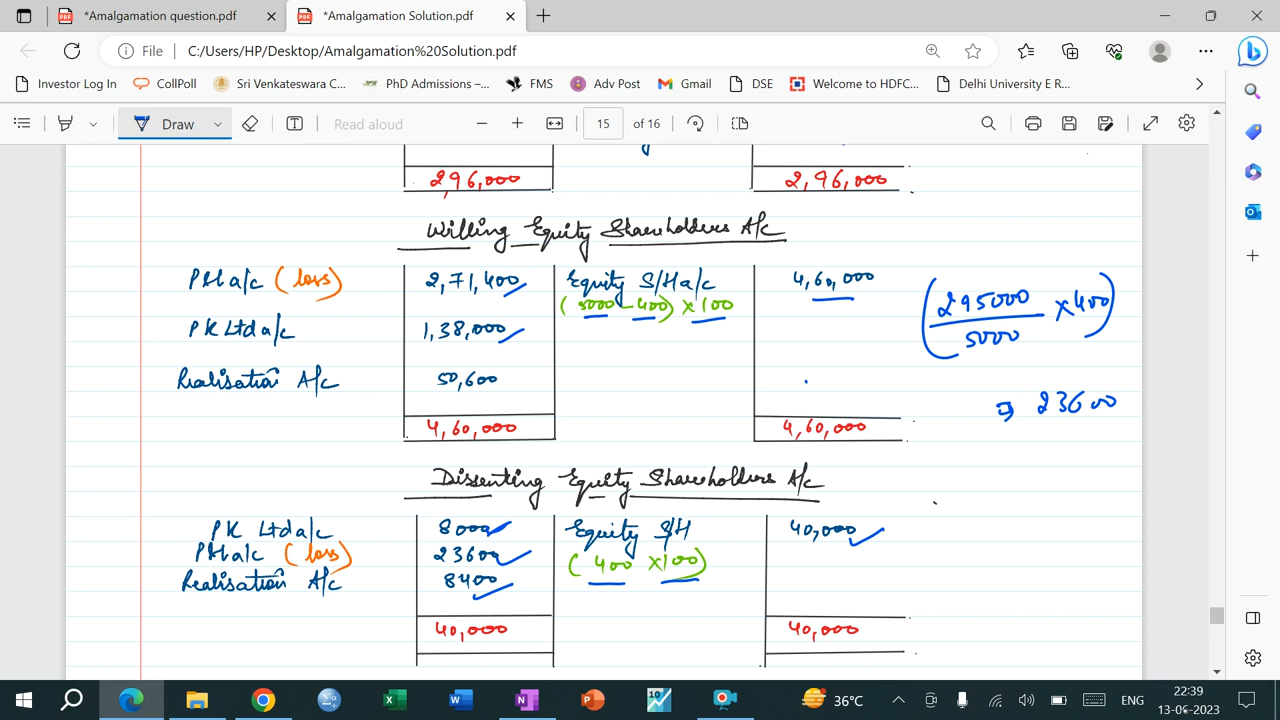 *Amalgamation question.pdf
*Amalgamation Solution.pdf
File C:/Users/HP/Desktop/Amalgamation%20Solution.pdf
Investor Log In CollPoll Sri Venkateswara C... PhD Admissions –... FMS Adv Post Gmail DSE Welcome to HDFC... Delhi University E R...
Draw Read aloud 15 of 16
2,96,000 2,96,000
Willing Equity Shareholders A/c
P&L a/c (loss) 2,71,400 Equity S/H a/c 4,60,000
(5000 - 400) × 100
PK Ltd a/c 1,38,000
Realisation A/c 50,600
4,60,000 4,60,000
(295000 / 5000 × 400)
⇒ 23600
Dissenting Equity Shareholders A/c
PK Ltd a/c 8000 Equity S/H 40,000
P&L a/c (loss) 23600 (400 × 100)
Realisation A/c 8400
40,000 40,000
36°C ENG 22:39
13-06-2023